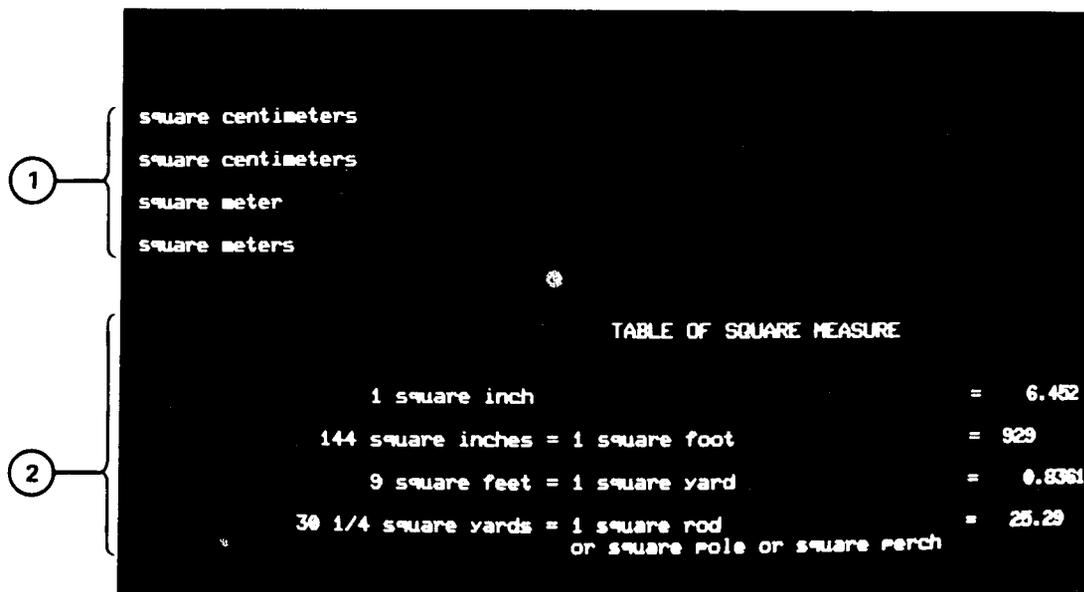 square centimeters
square centimeters
1
square meter
square meters
TABLE OF SQUARE MEASURE
1 square inch = 6.452
144 square inches = 1 square foot = 929
2
9 square feet = 1 square yard = 0.8361
30 1/4 square yards = 1 square rod = 25.29
or square pole or square perch